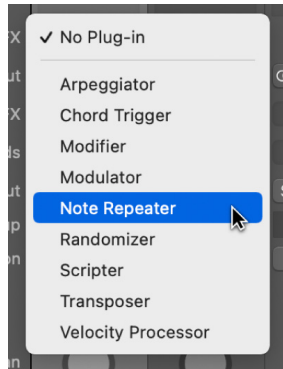 No Plug-in
Arpeggiator
Chord Trigger
Modifier
Modulator
Note Repeater
Randomizer
Scripter
Transposer
Velocity Processor